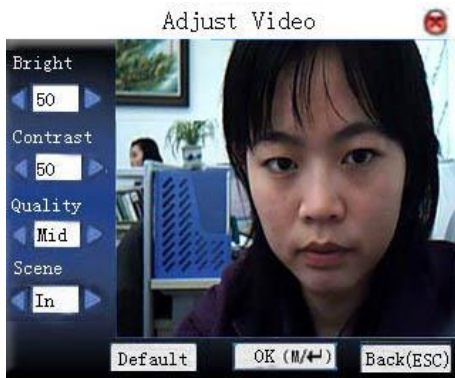 Adjust Video
Bright
50
Contrast
50
Quality
Mid
Scene
In
Default
OK (M/↵)
Back(ESC)